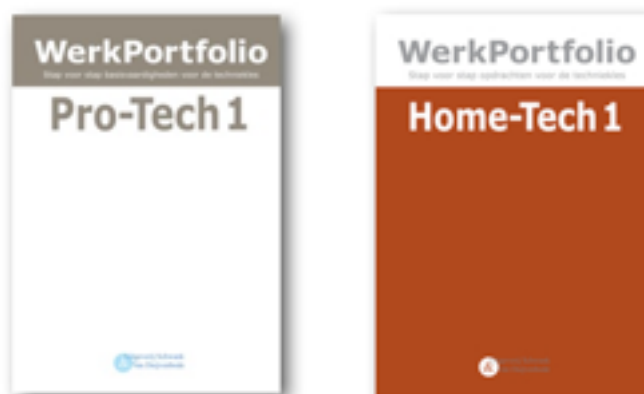 WerkPortfolio
Stap voor stap basisvaardigheden voor de techniekles
Pro-Tech 1
WerkPortfolio
Stap voor stap opdrachten voor de techniekles
Home-Tech 1